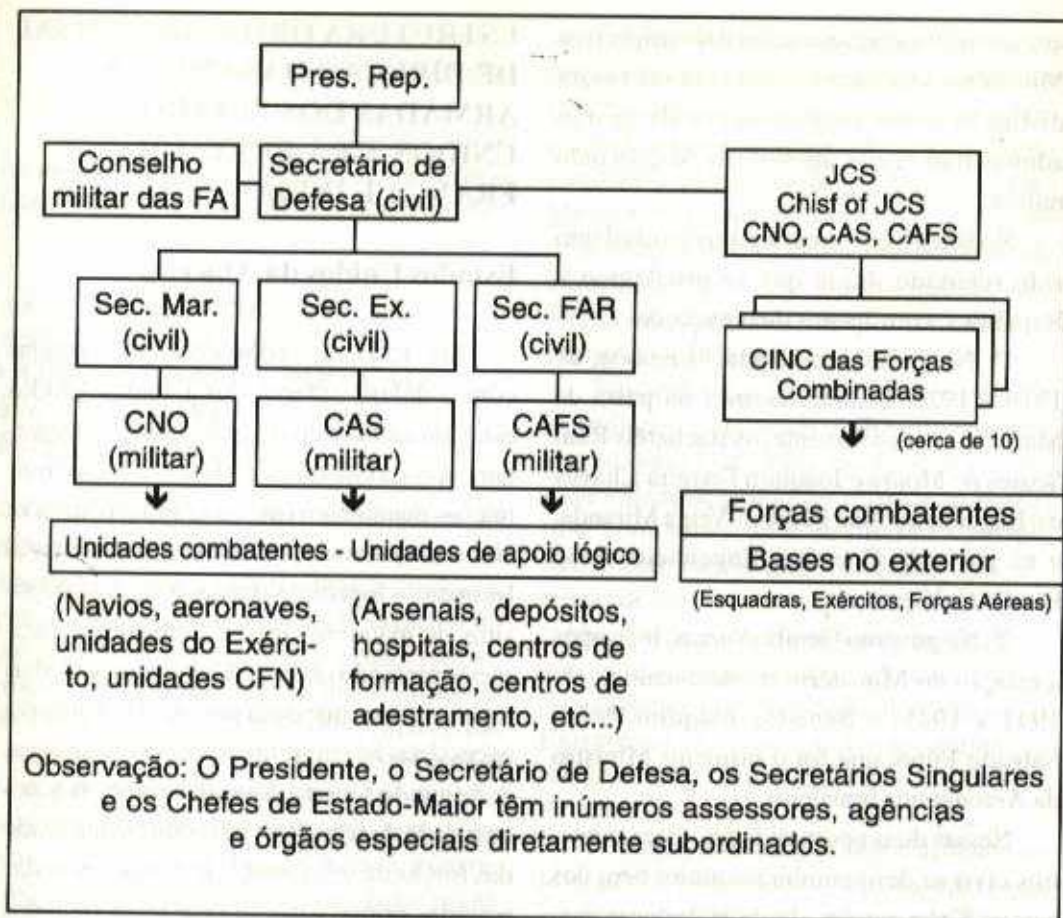 Pres. Rep.
Conselho
militar das FA
Secretário de
Defesa (civil)
JCS
Chisf of JCS
CNO, CAS, CAFS
Sec. Mar.
(civil)
Sec. Ex.
(civil)
Sec. FAR
(civil)
CINC das Forças
Combinadas
(cerca de 10)
CNO
(militar)
CAS
(militar)
CAFS
(militar)
Unidades combatentes - Unidades de apoio lógico
Forças combatentes
Bases no exterior
(Esquadras, Exércitos, Forças Aéreas)
(Navios, aeronaves,
unidades do Exérci-
to, unidades CFN)
(Arsenais, depósitos,
hospitais, centros de
formação, centros de
adestramento, etc...)
Observação: O Presidente, o Secretário de Defesa, os Secretários Singulares
e os Chefes de Estado-Maior têm inúmeros assessores, agências
e órgãos especiais diretamente subordinados.